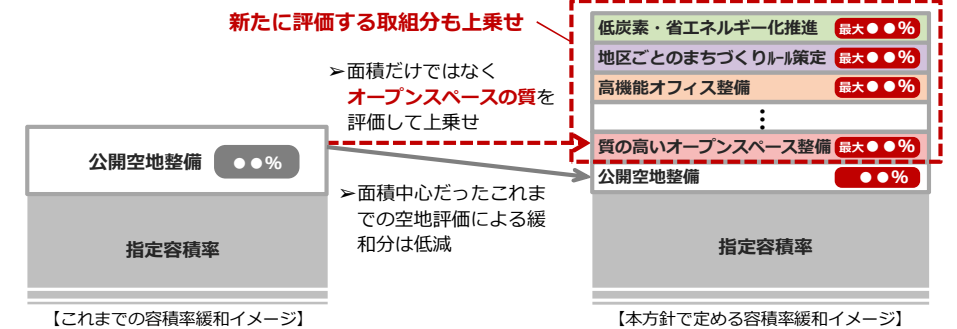 新たに評価する取組分も上乗せ
➢面積だけではなく
オープンスペースの質を
評価して上乗せ
公開空地整備 ●●%
➢面積中心だったこれま
での空地評価による緩
和分は低減
指定容積率
【これまでの容積率緩和イメージ】
低炭素・省エネルギー化推進 最大●●%
地区ごとのまちづくりルール策定 最大●●%
高機能オフィス整備 最大●●%
⋮
質の高いオープンスペース整備 最大●●%
公開空地整備 ●●%
指定容積率
【本方針で定める容積率緩和イメージ】